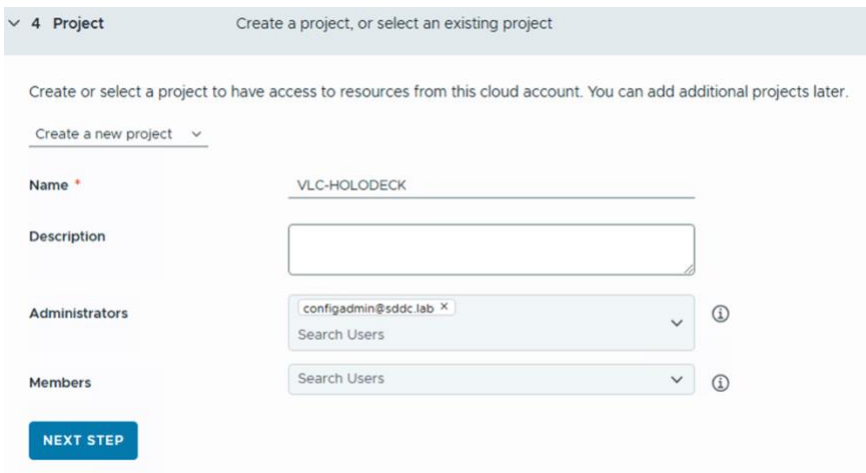 4 Project Create a project, or select an existing project
Create or select a project to have access to resources from this cloud account. You can add additional projects later.
Create a new project
Name * VLC-HOLODECK
Description
Administrators configadmin@sddc.lab ×
Search Users
Members Search Users
NEXT STEP